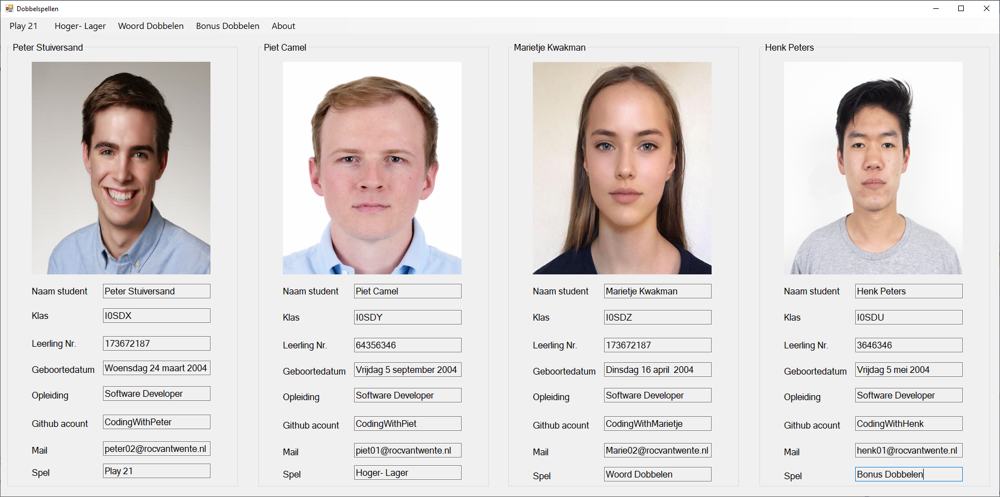 Dobbelspellen
Play 21 Hoger- Lager Woord Dobbelen Bonus Dobbelen About
Peter Stuiversand
Naam student Peter Stuiversand
Klas I0SDX
Leerling Nr. 173672187
Geboortedatum Woensdag 24 maart 2004
Opleiding Software Developer
Github acount CodingWithPeter
Mail peter02@rocvantwente.nl
Spel Play 21
Piet Camel
Naam student Piet Camel
Klas I0SDY
Leerling Nr. 64356346
Geboortedatum Vrijdag 5 september 2004
Opleiding Software Developer
Github acount CodingWithPiet
Mail piet01@rocvantwente.nl
Spel Hoger- Lager
Marietje Kwakman
Naam student Marietje Kwakman
Klas I0SDZ
Leerling Nr. 173672187
Geboortedatum Dinsdag 16 april  2004
Opleiding Software Developer
Github acount CodingWithMarietje
Mail Marie02@rocvantwente.nl
Spel Woord Dobbelen
Henk Peters
Naam student Henk Peters
Klas I0SDU
Leerling Nr. 3646346
Geboortedatum Vrijdag 5 mei 2004
Opleiding Software Developer
Github acount CodingWithHenk
Mail henk01@rocvantwente.nl
Spel Bonus Dobbelen